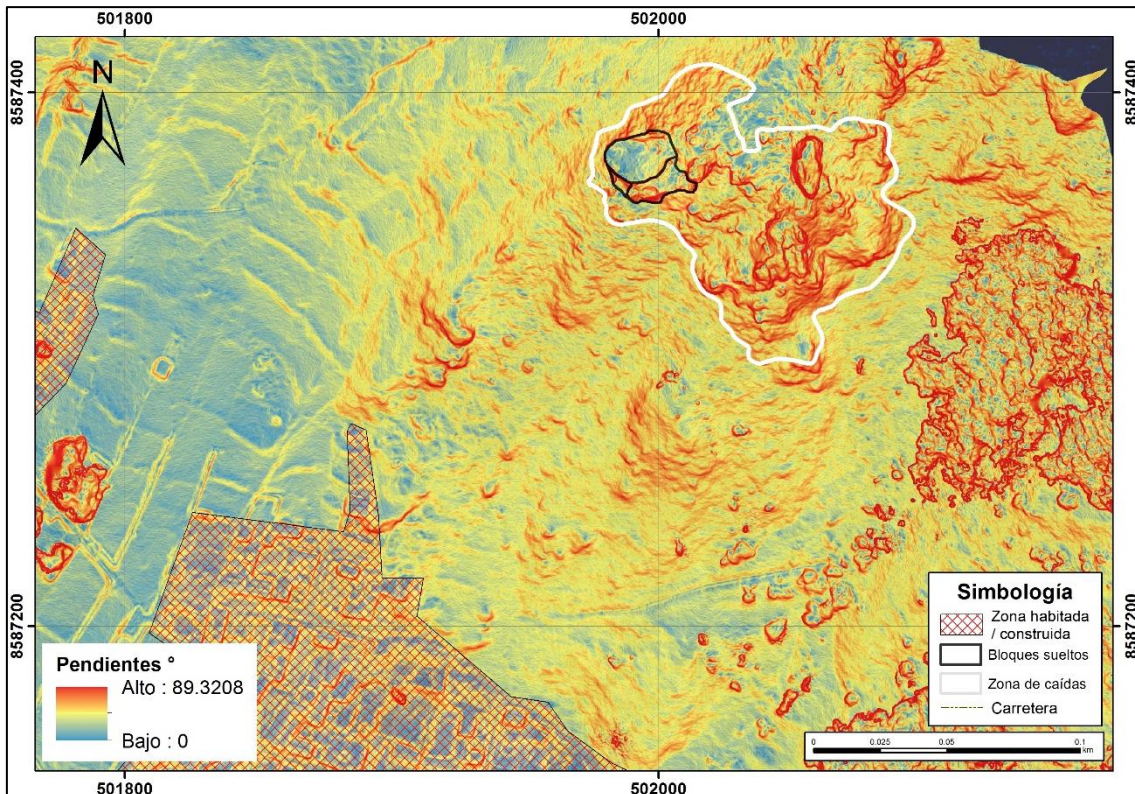 501800
502000
8587400
8587400
N
8587200
8587200
Pendientes °
Alto : 89.3208
Bajo : 0
Simbología
Zona habitada
/ construida
Bloques sueltos
Zona de caídas
Carretera
0 0.025 0.05 0.1
km
501800
502000